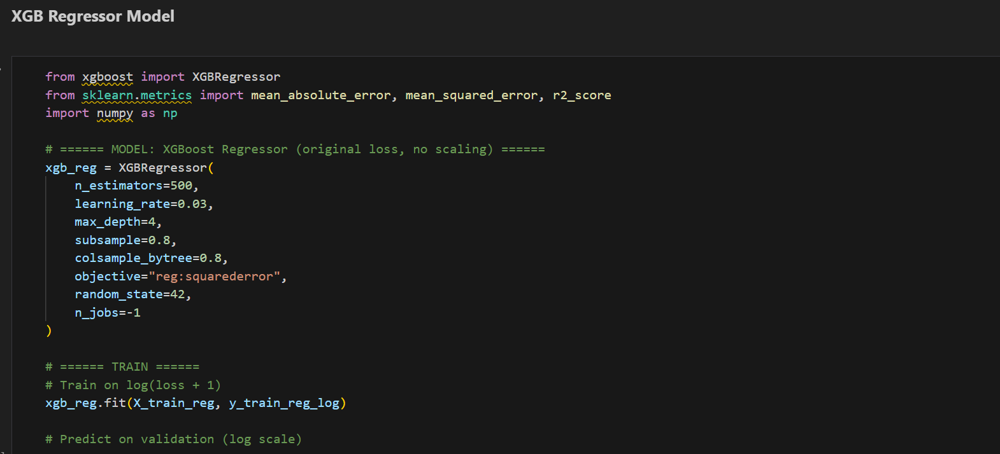 XGB Regressor Model
from xgboost import XGBRegressor
from sklearn.metrics import mean_absolute_error, mean_squared_error, r2_score
import numpy as np
# ====== MODEL: XGBoost Regressor (original loss, no scaling) ======
xgb_reg = XGBRegressor(
    n_estimators=500,
    learning_rate=0.03,
    max_depth=4,
    subsample=0.8,
    colsample_bytree=0.8,
    objective="reg:squarederror",
    random_state=42,
    n_jobs=-1
)
# ====== TRAIN ======
# Train on log(loss + 1)
xgb_reg.fit(X_train_reg, y_train_reg_log)
# Predict on validation (log scale)